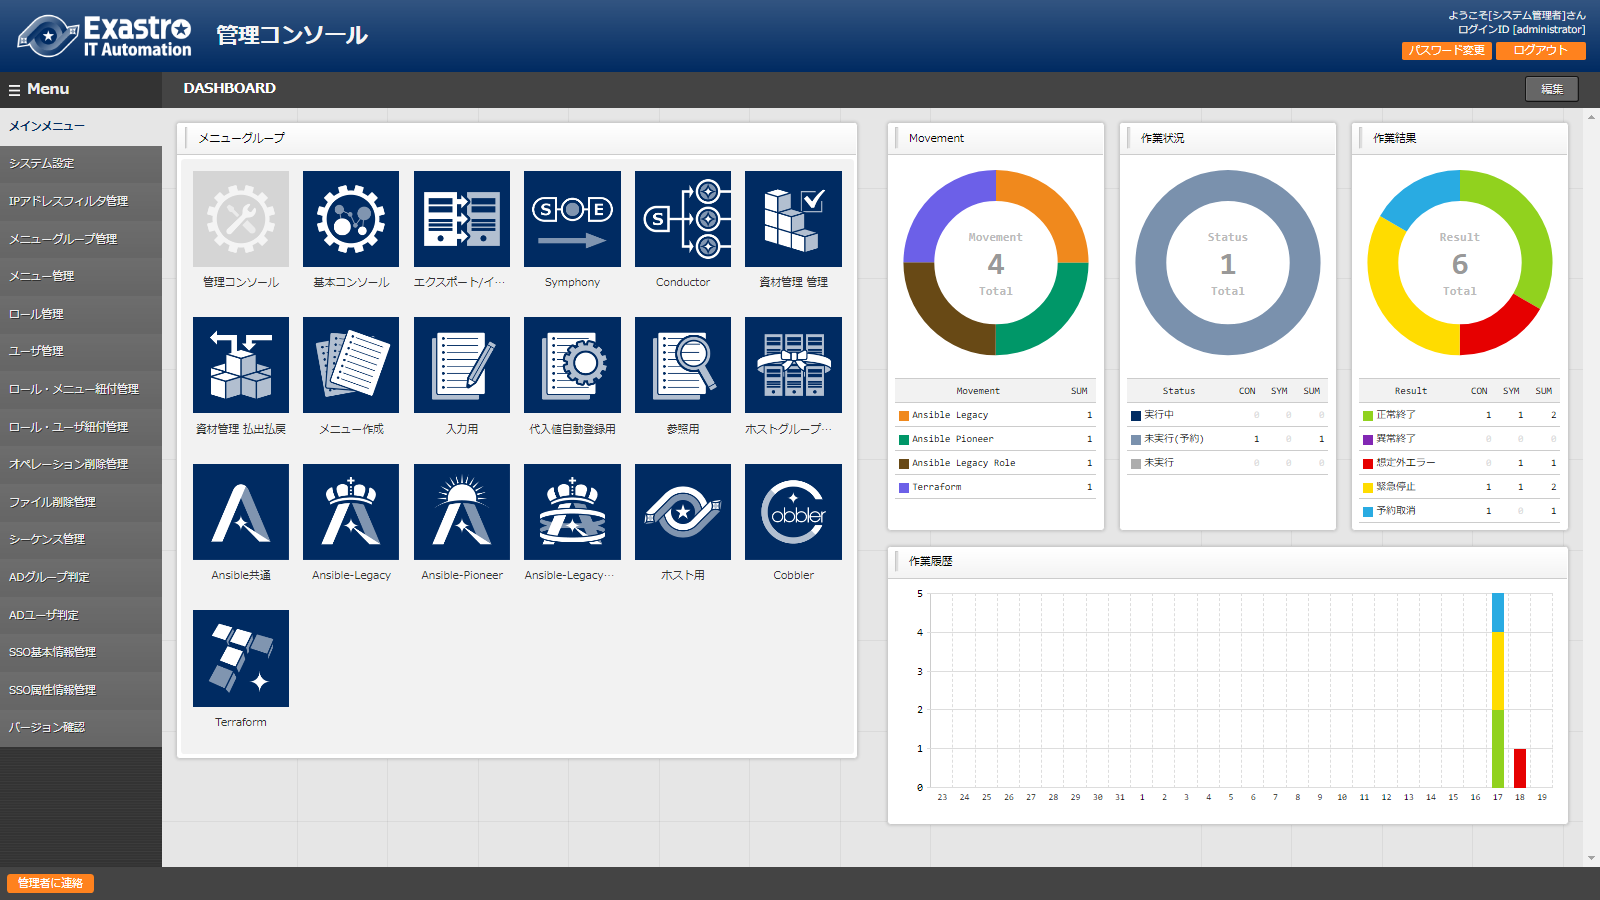 Exastro
IT Automation
管理コンソール
ようこそ[システム管理者]さん
ログインID [administrator]
パスワード変更
ログアウト
Menu
DASHBOARD
編集
メインメニュー
システム設定
IPアドレスフィルタ管理
メニューグループ管理
メニュー管理
ロール管理
ユーザ管理
ロール・メニュー紐付管理
ロール・ユーザ紐付管理
オペレーション削除管理
ファイル削除管理
シーケンス管理
ADグループ判定
ADユーザ判定
SSO基本情報管理
SSO属性情報管理
バージョン確認
メニューグループ
S O E
S
管理コンソール
基本コンソール
エクスポート/イ…
Symphony
Conductor
資材管理 管理
資材管理 払出払戻
メニュー作成
入力用
代入値自動登録用
参照用
ホストグループ…
Cobbler
Ansible共通
Ansible-Legacy
Ansible-Pioneer
Ansible-Legacy…
ホスト用
Cobbler
Terraform
Movement
Movement
4
Total
Movement SUM
Ansible Legacy 1
Ansible Pioneer 1
Ansible Legacy Role 1
Terraform 1
作業状況
Status
1
Total
Status CON SYM SUM
実行中 0 0 0
未実行(予約) 1 0 1
未実行 0 0 0
作業結果
Result
6
Total
Result CON SYM SUM
正常終了 1 1 2
異常終了 0 0 0
想定外エラー 0 1 1
緊急停止 1 1 2
予約取消 1 0 1
作業履歴
5
4
3
2
1
0
23 24 25 26 27 28 29 30 31 1 2 3 4 5 6 7 8 9 10 11 12 13 14 15 16 17 18 19
管理者に連絡